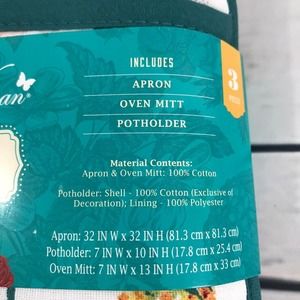 INCLUDES
APRON
OVEN MITT
POTHOLDER
3
Material Contents:
Apron & Oven Mitt: 100% Cotton
Potholder: Shell - 100% Cotton (Exclusive of
Decoration); Lining - 100% Polyester
Apron: 32 IN W x 32 IN H (81.3 cm x 81.3 cm)
Potholder: 7 IN W x 10 IN H (17.8 cm x 25.4 cm)
Oven Mitt: 7 IN W x 13 IN H (17.8 cm x 33 cm)